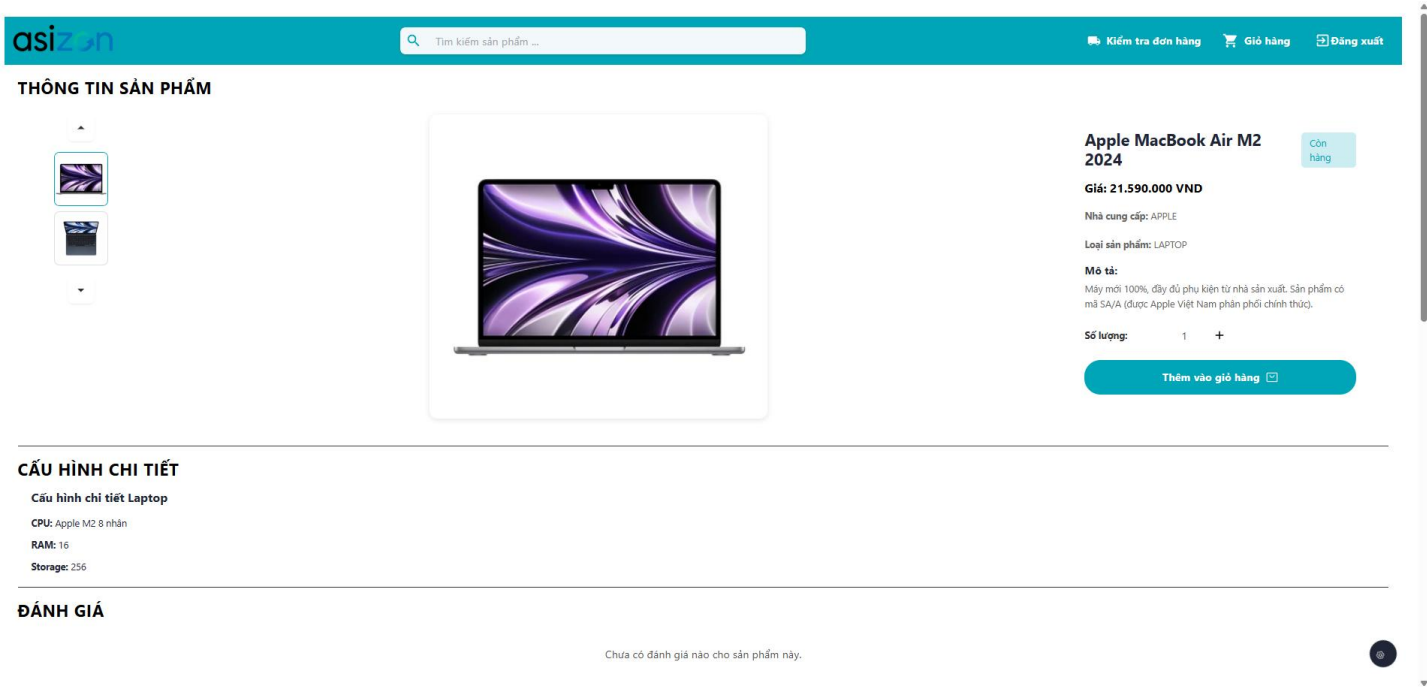 asizon
Tìm kiếm sản phẩm ...
Kiểm tra đơn hàng
Giỏ hàng
Đăng xuất
THÔNG TIN SẢN PHẨM
Apple MacBook Air M2
2024
Còn
hàng
Giá: 21.590.000 VND
Nhà cung cấp: APPLE
Loại sản phẩm: LAPTOP
Mô tả:
Máy mới 100%, đầy đủ phụ kiện từ nhà sản xuất. Sản phẩm có
mã SA/A (được Apple Việt Nam phân phối chính thức).
Số lượng: 1 +
Thêm vào giỏ hàng
CẤU HÌNH CHI TIẾT
Cấu hình chi tiết Laptop
CPU: Apple M2 8 nhân
RAM: 16
Storage: 256
ĐÁNH GIÁ
Chưa có đánh giá nào cho sản phẩm này.